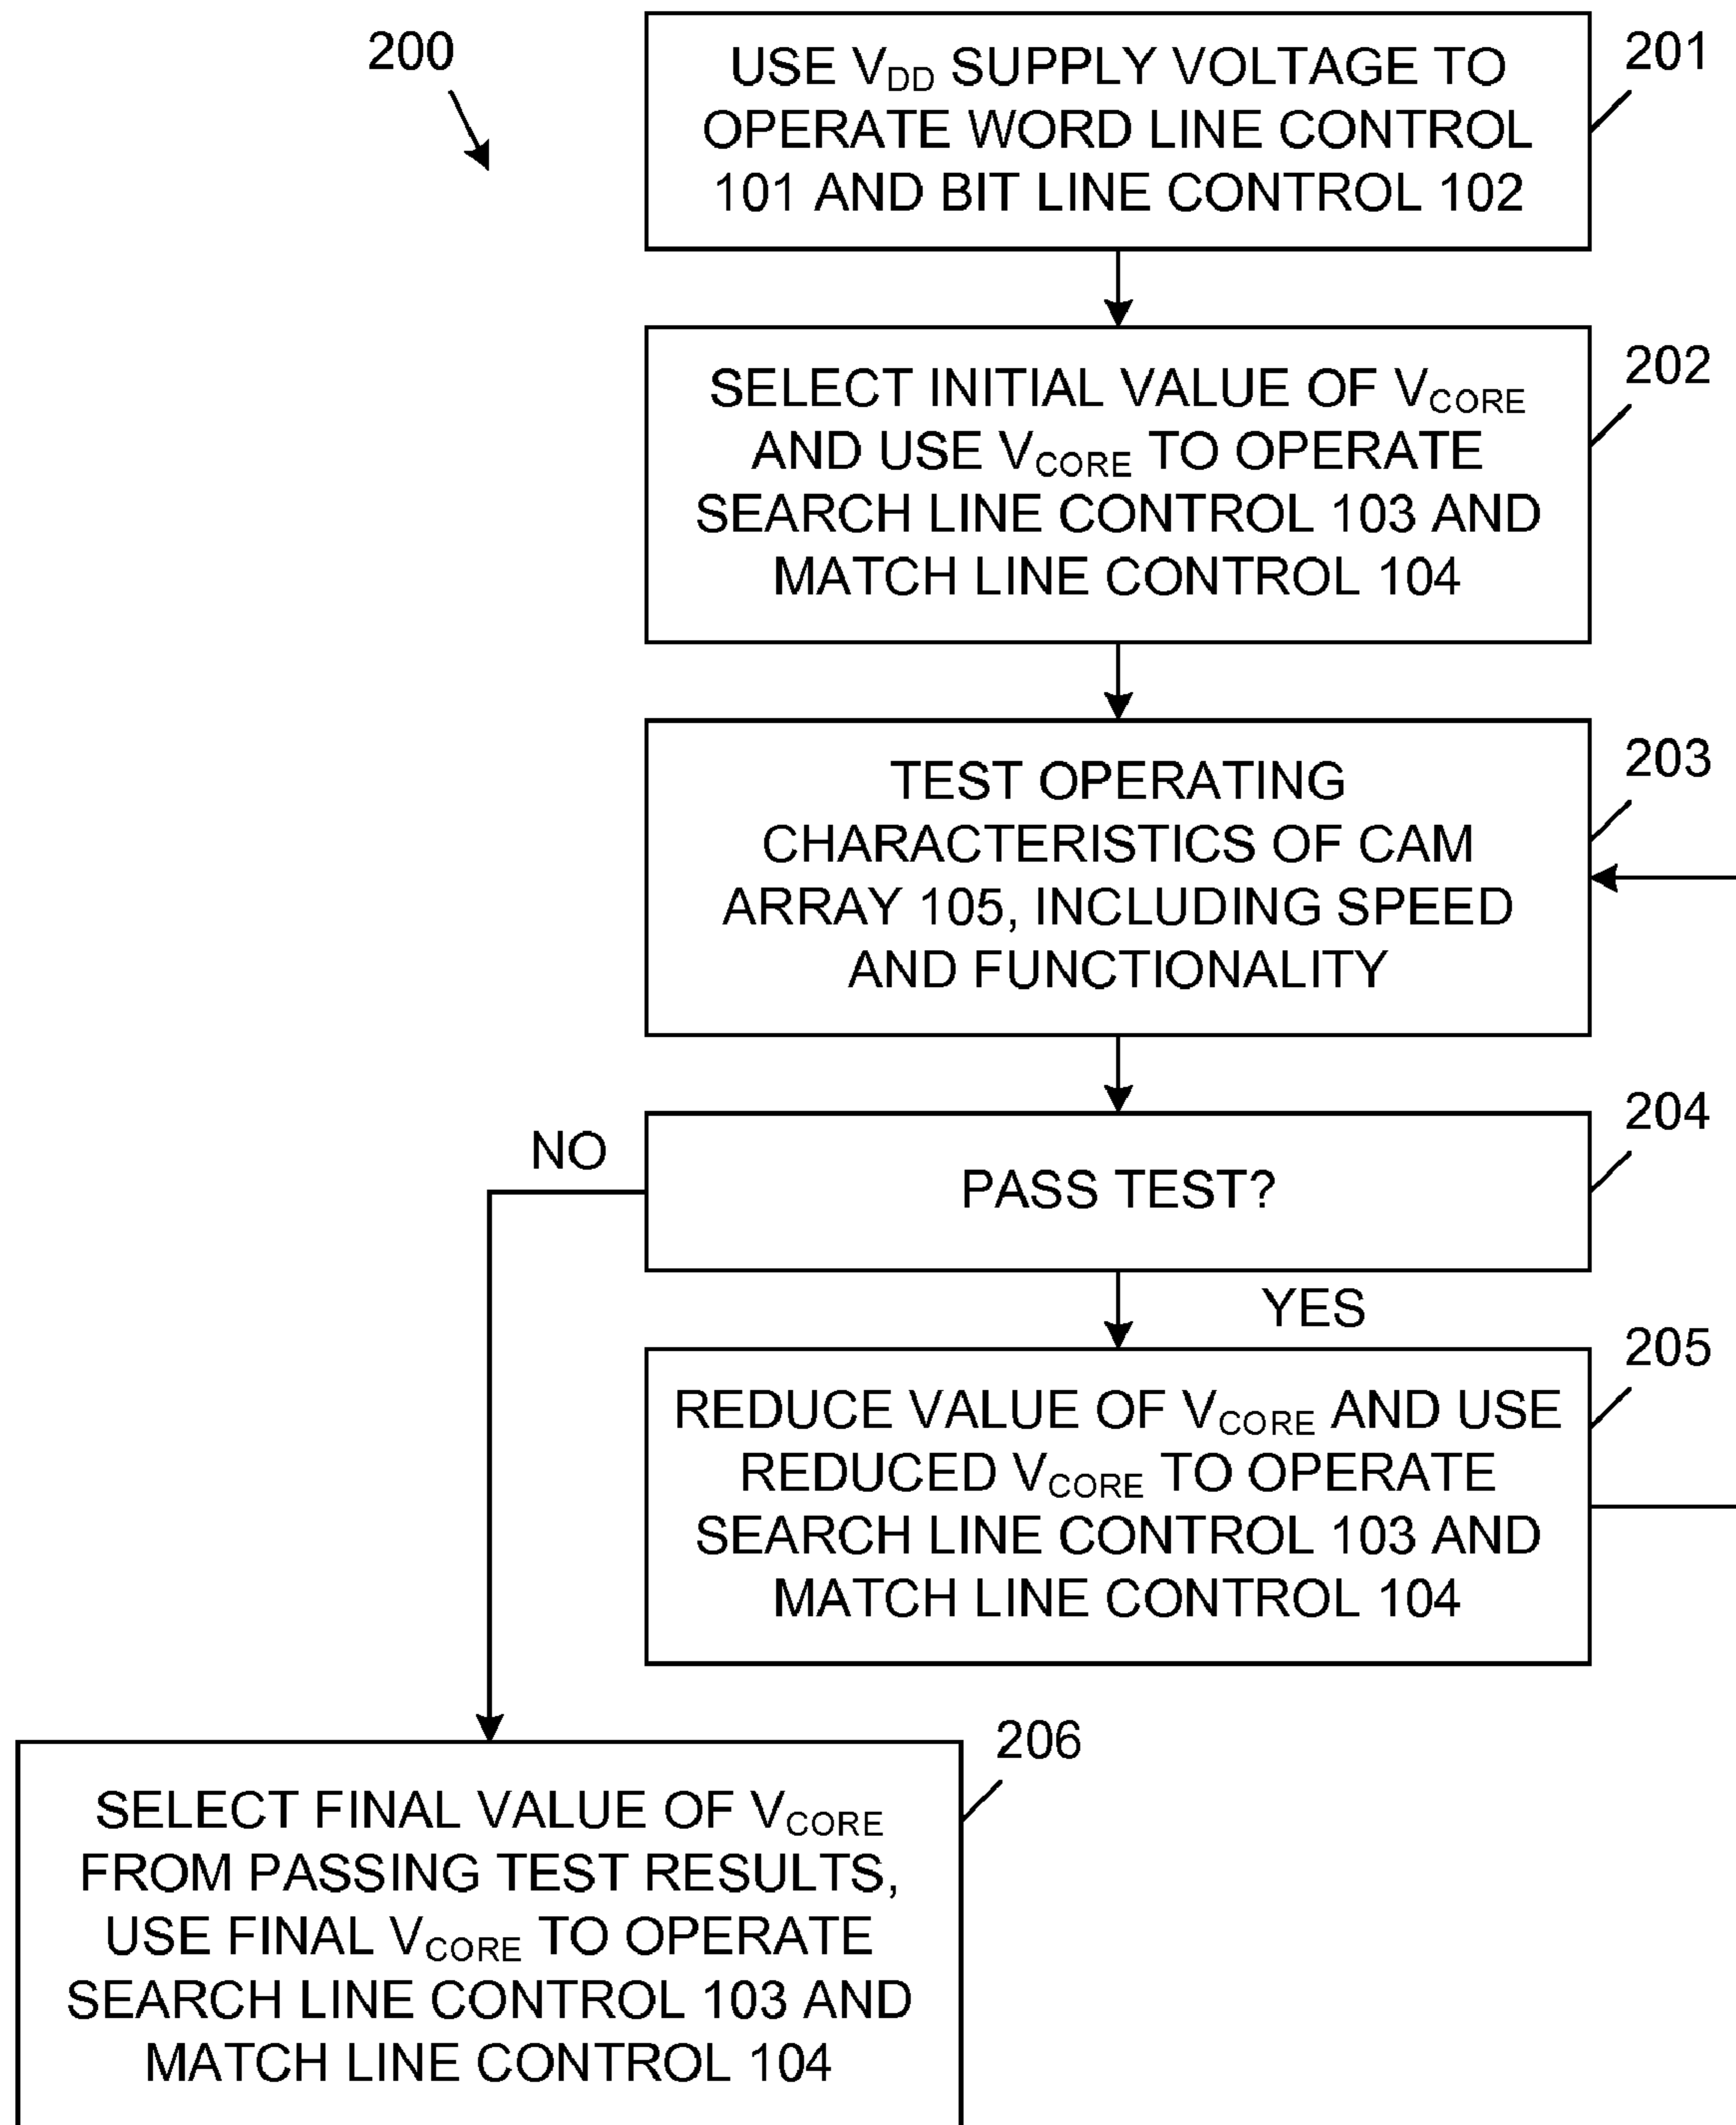 200
USE VDD SUPPLY VOLTAGE TO
OPERATE WORD LINE CONTROL
101 AND BIT LINE CONTROL 102
201
SELECT INITIAL VALUE OF VCORE
AND USE VCORE TO OPERATE
SEARCH LINE CONTROL 103 AND
MATCH LINE CONTROL 104
202
TEST OPERATING
CHARACTERISTICS OF CAM
ARRAY 105, INCLUDING SPEED
AND FUNCTIONALITY
203
PASS TEST?
204
NO
YES
REDUCE VALUE OF VCORE AND USE
REDUCED VCORE TO OPERATE
SEARCH LINE CONTROL 103 AND
MATCH LINE CONTROL 104
205
SELECT FINAL VALUE OF VCORE
FROM PASSING TEST RESULTS,
USE FINAL VCORE TO OPERATE
SEARCH LINE CONTROL 103 AND
MATCH LINE CONTROL 104
206